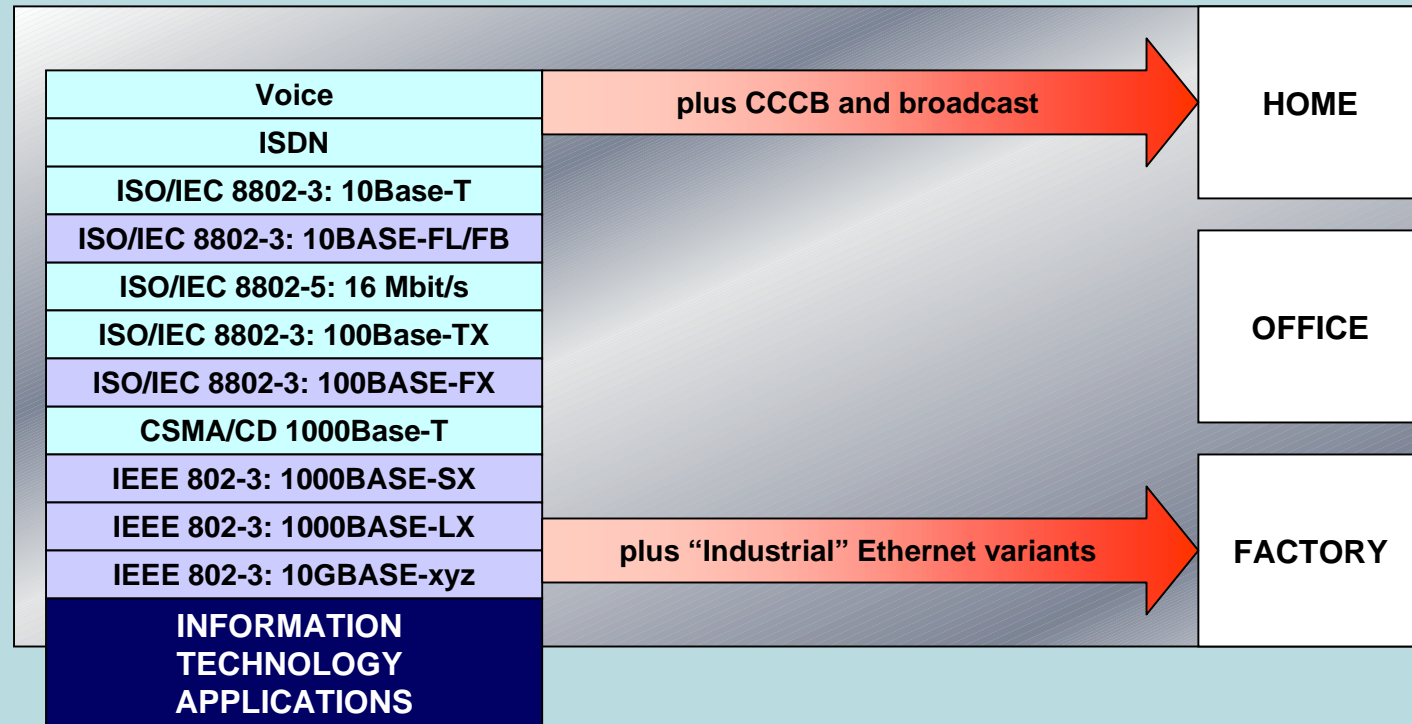 Voice
ISDN
ISO/IEC 8802-3: 10Base-T
ISO/IEC 8802-3: 10BASE-FL/FB
ISO/IEC 8802-5: 16 Mbit/s
ISO/IEC 8802-3: 100Base-TX
ISO/IEC 8802-3: 100BASE-FX
CSMA/CD 1000Base-T
IEEE 802-3: 1000BASE-SX
IEEE 802-3: 1000BASE-LX
IEEE 802-3: 10GBASE-xyz
INFORMATION
TECHNOLOGY
APPLICATIONS
plus CCCB and broadcast
plus “Industrial” Ethernet variants
HOME
OFFICE
FACTORY